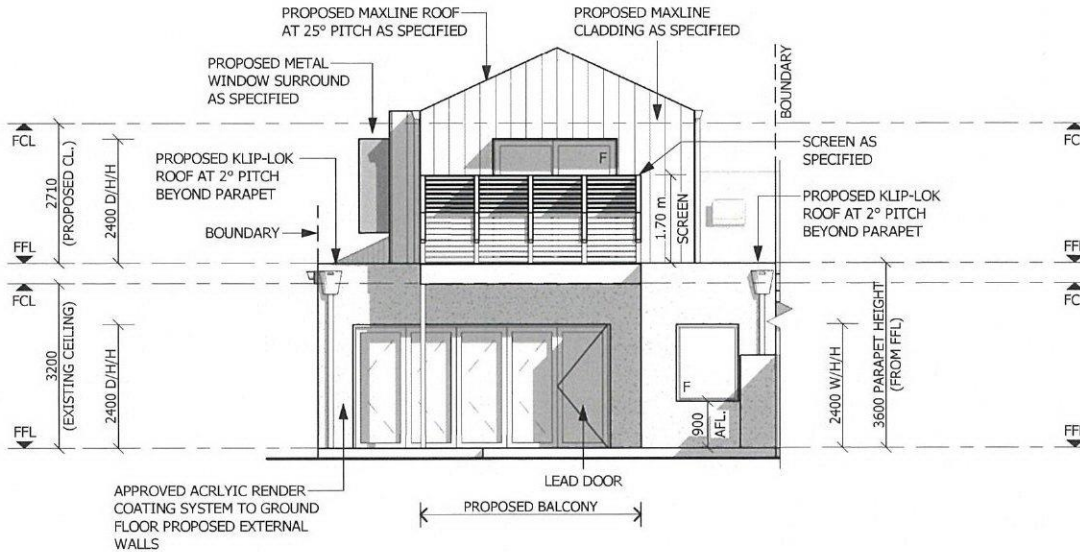 PROPOSED MAXLINE ROOF
AT 25° PITCH AS SPECIFIED
PROPOSED MAXLINE
CLADDING AS SPECIFIED
BOUNDARY
PROPOSED METAL
WINDOW SURROUND
AS SPECIFIED
FCL
2710
(PROPOSED CL.)
2400 D/H/H
PROPOSED KLIP-LOK
ROOF AT 2° PITCH
BEYOND PARAPET
F
SCREEN AS
SPECIFIED
FC
1.70 m
SCREEN
PROPOSED KLIP-LOK
ROOF AT 2° PITCH
BEYOND PARAPET
BOUNDARY
FFL
FFL
FCL
FC
3200
(EXISTING CEILING)
2400 D/H/H
F
900
AFL.
2400 W/H/H
3600 PARAPET HEIGHT
(FROM FFL)
FFL
FFL
APPROVED ACRLYIC RENDER
COATING SYSTEM TO GROUND
FLOOR PROPOSED EXTERNAL
WALLS
LEAD DOOR
PROPOSED BALCONY